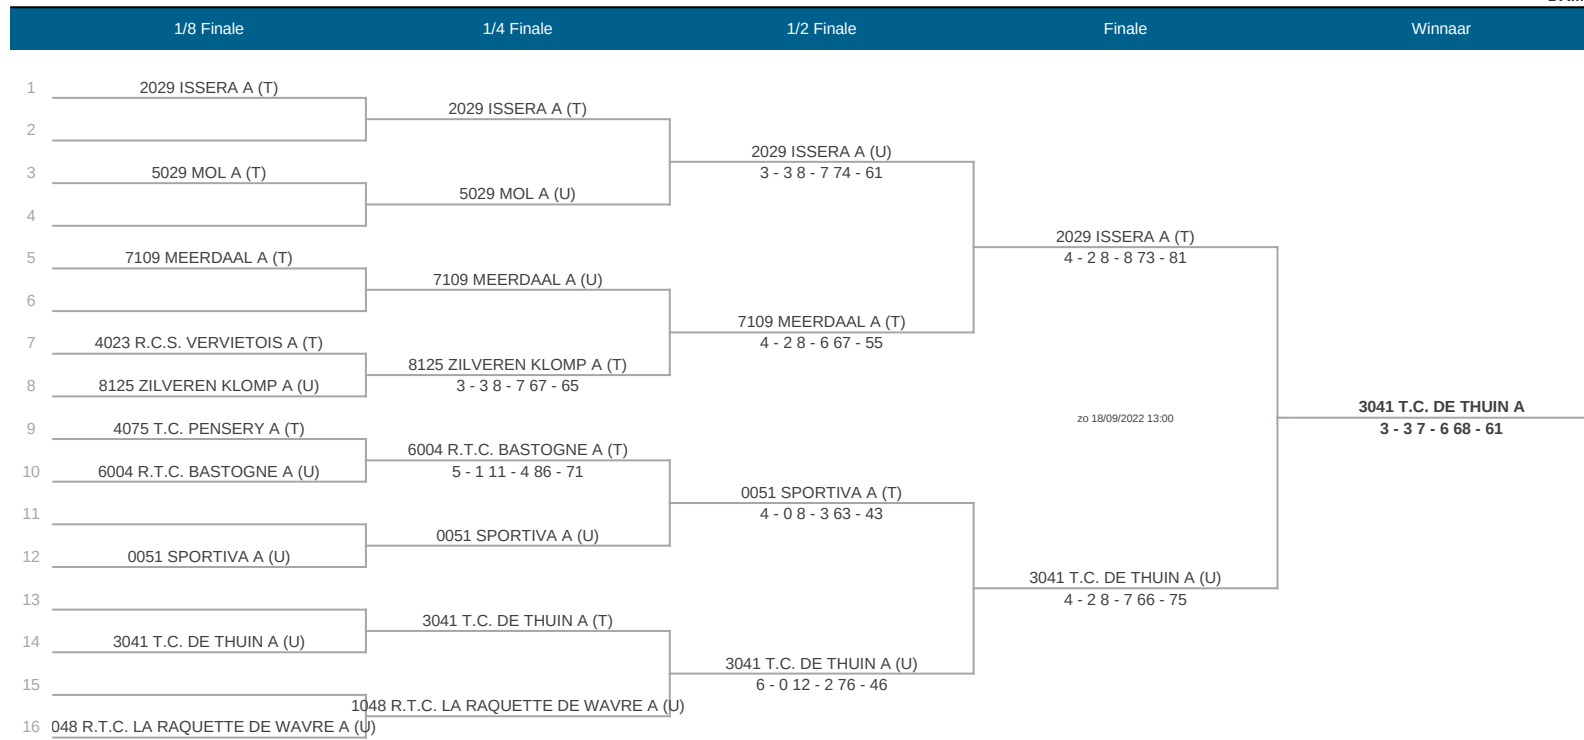 1/8 Finale 1/4 Finale 1/2 Finale Finale Winnaar
1 2029 ISSERA A (T)
2029 ISSERA A (T)
2
2029 ISSERA A (U)
3 5029 MOL A (T)
3 - 3 8 - 7 74 - 61
5029 MOL A (U)
4
2029 ISSERA A (T)
5 7109 MEERDAAL A (T)
4 - 2 8 - 8 73 - 81
7109 MEERDAAL A (U)
6
7109 MEERDAAL A (T)
7 4023 R.C.S. VERVIETOIS A (T)
4 - 2 8 - 6 67 - 55
8125 ZILVEREN KLOMP A (T)
8 8125 ZILVEREN KLOMP A (U)
3 - 3 8 - 7 67 - 65
3041 T.C. DE THUIN A
zo 18/09/2022 13:00
9 4075 T.C. PENSERY A (T)
3 - 3 7 - 6 68 - 61
6004 R.T.C. BASTOGNE A (T)
10 6004 R.T.C. BASTOGNE A (U)
5 - 1 11 - 4 86 - 71
0051 SPORTIVA A (T)
11
4 - 0 8 - 3 63 - 43
0051 SPORTIVA A (U)
12 0051 SPORTIVA A (U)
3041 T.C. DE THUIN A (U)
13
4 - 2 8 - 7 66 - 75
3041 T.C. DE THUIN A (T)
14 3041 T.C. DE THUIN A (U)
3041 T.C. DE THUIN A (U)
15
6 - 0 12 - 2 76 - 46
1048 R.T.C. LA RAQUETTE DE WAVRE A (U)
16 048 R.T.C. LA RAQUETTE DE WAVRE A (U)